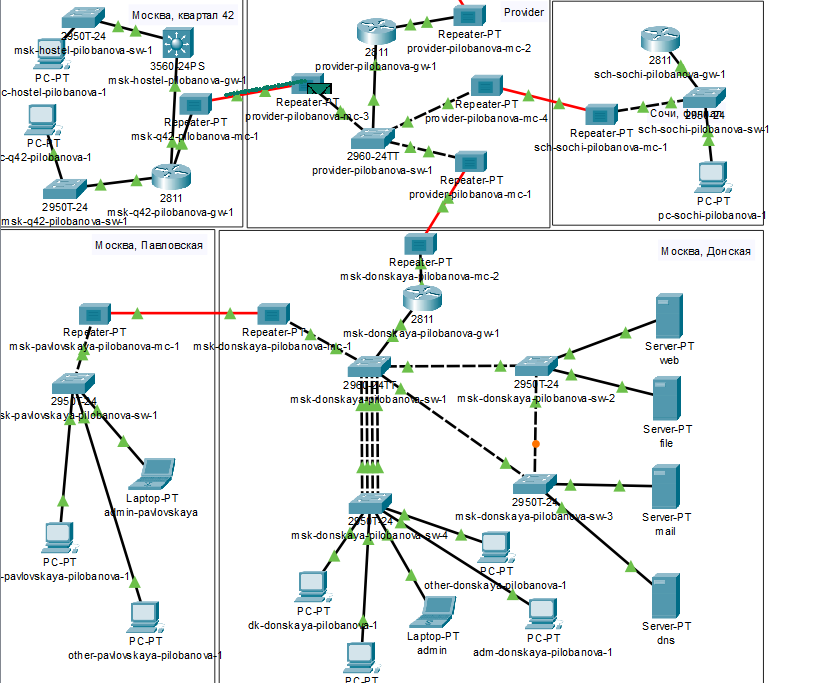 Москва, квартал 42
2950T-24
msk-hostel-pilobanova-sw-1
PC-PT
c-hostel-pilobanova-1
3560-24PS
msk-hostel-pilobanova-gw-1
Repeater-PT
msk-q42-pilobanova-mc-1
PC-PT
c-q42-pilobanova-1
2950T-24
msk-q42-pilobanova-sw-1
2811
msk-q42-pilobanova-gw-1
Provider
Repeater-PT
provider-pilobanova-mc-2
2811
provider-pilobanova-gw-1
Repeater-PT
provider-pilobanova-mc-3
Repeater-PT
provider-pilobanova-mc-4
2960-24TT
provider-pilobanova-sw-1
Repeater-PT
provider-pilobanova-mc-1
2811
sch-sochi-pilobanova-gw-1
Сочи,
sch-sochi-pilobanova-sw-1
Repeater-PT
sch-sochi-pilobanova-mc-1
PC-PT
pc-sochi-pilobanova-1
Москва, Павловская
Repeater-PT
msk-pavlovskaya-pilobanova-mc-1
2950T-24
sk-pavlovskaya-pilobanova-sw-1
Laptop-PT
admin-pavlovskaya
PC-PT
-pavlovskaya-pilobanova-1
PC-PT
other-pavlovskaya-pilobanova-1
Москва, Донская
Repeater-PT
msk-donskaya-pilobanova-mc-2
2811
msk-donskaya-pilobanova-gw-1
Repeater-PT
msk-donskaya-pilobanova-mc-1
2960-24TT
msk-donskaya-pilobanova-sw-1
2950T-24
msk-donskaya-pilobanova-sw-2
Server-PT
web
Server-PT
file
2950T-24
msk-donskaya-pilobanova-sw-3
Server-PT
mail
Server-PT
dns
2950T-24
msk-donskaya-pilobanova-sw-4
PC-PT
other-donskaya-pilobanova-1
PC-PT
dk-donskaya-pilobanova-1
Laptop-PT
admin
PC-PT
adm-donskaya-pilobanova-1
PC-PT